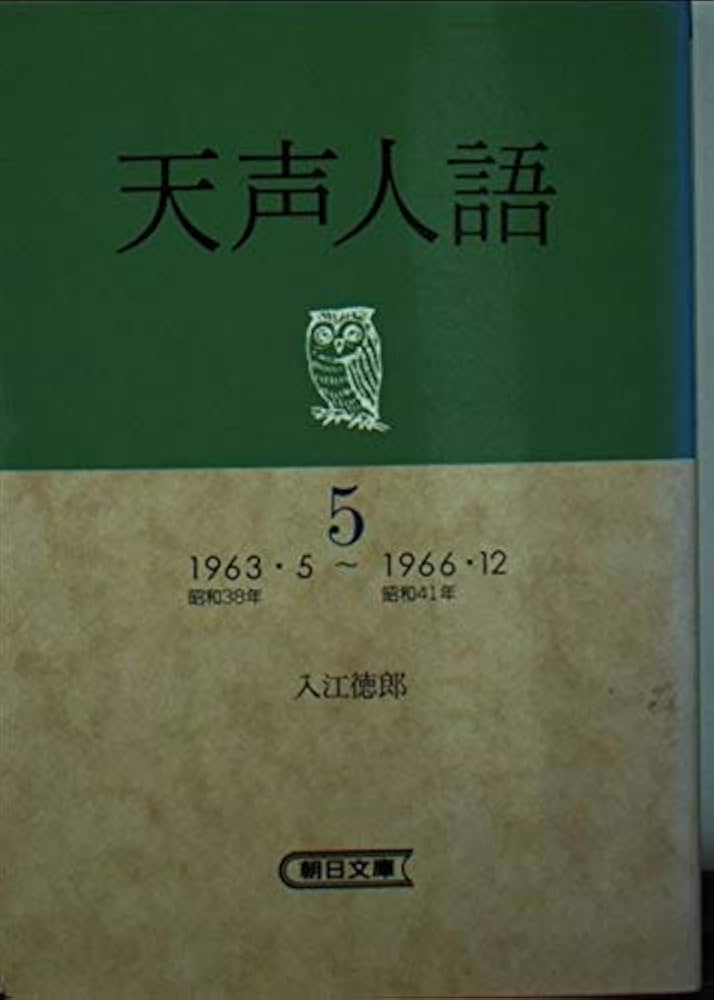 天声人語
5
1963・5 ～ 1966・12
昭和38年 昭和41年
入江徳郎
朝日文庫